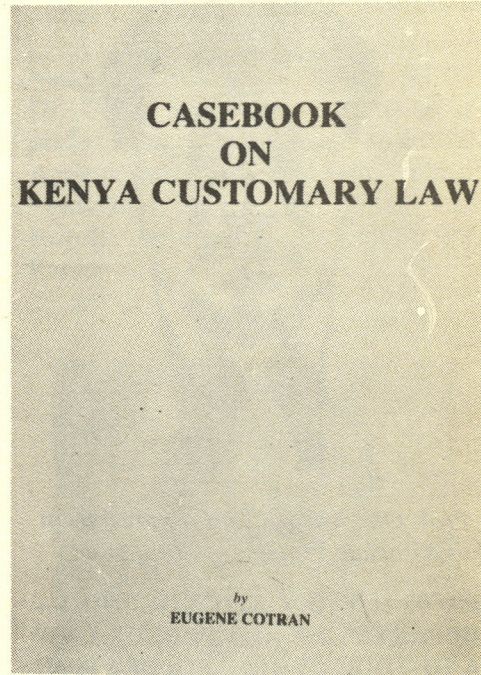 CASEBOOK
ON
KENYA CUSTOMARY LAW
by
EUGENE COTRAN